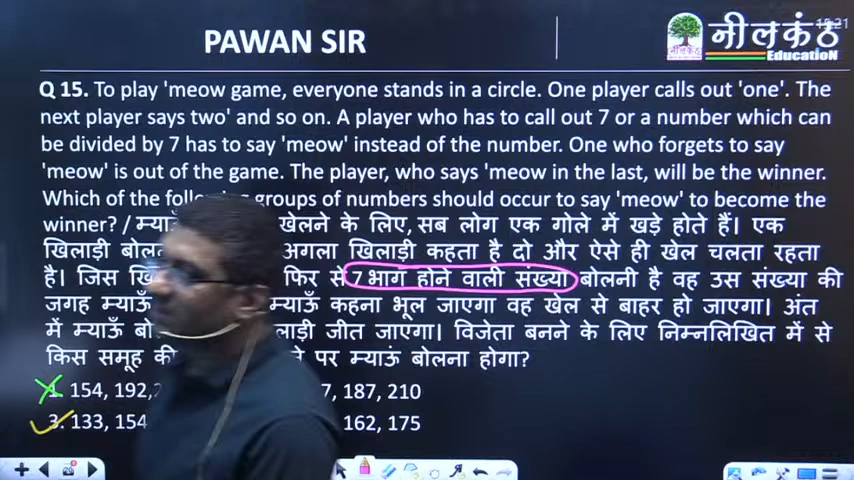 PAWAN SIR
नीलकंठ
EducatioN
15:21
Q 15. To play 'meow game, everyone stands in a circle. One player calls out 'one'. The
next player says two' and so on. A player who has to call out 7 or a number which can
be divided by 7 has to say 'meow' instead of the number. One who forgets to say
'meow' is out of the game. The player, who says 'meow in the last, will be the winner.
Which of the groups of numbers should occur to say 'meow' to become the
winner? / खेलने के लिए, सब लोग एक गोले में खड़े होते हैं। एक
खिलाड़ी अगला खिलाड़ी कहता है दो और ऐसे ही खेल चलता रहता
है। जिस फिर से 7 भाग होने वाली संख्या बोलनी है वह उस संख्या की
जगह म्याऊँ कहना भूल जाएगा वह खेल से बाहर हो जाएगा। अंत
में म्याऊँ जीत जाएगा। विजेता बनने के लिए निम्नलिखित में से
किस समूह की पर म्याऊं बोलना होगा?
1. 154, 192, 187, 210
3. 133, 154 162, 175